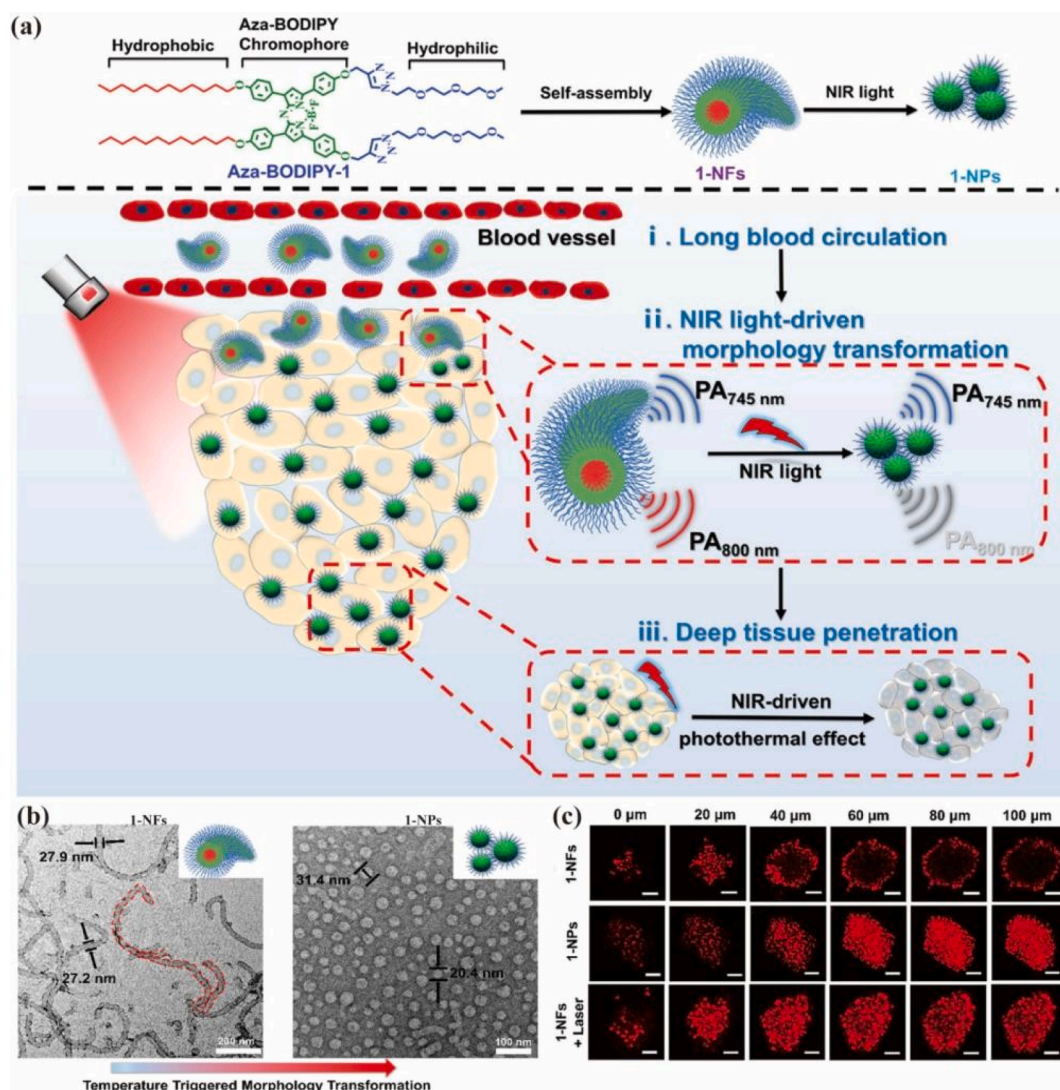 (a)
Hydrophobic
Aza-BODIPY
Chromophore
Hydrophilic
Aza-BODIPY-1
Self-assembly
1-NFs
NIR light
1-NPs
Blood vessel
i. Long blood circulation
ii. NIR light-driven
morphology transformation
PA745 nm
PA745 nm
NIR light
PA800 nm
PA800 nm
iii. Deep tissue penetration
NIR-driven
photothermal effect
(b)
1-NFs
27.9 nm
27.2 nm
200 nm
1-NPs
31.4 nm
20.4 nm
100 nm
Temperature Triggered Morphology Transformation
(c)
0 μm 20 μm 40 μm 60 μm 80 μm 100 μm
1-NFs
1-NPs
1-NFs
+ Laser